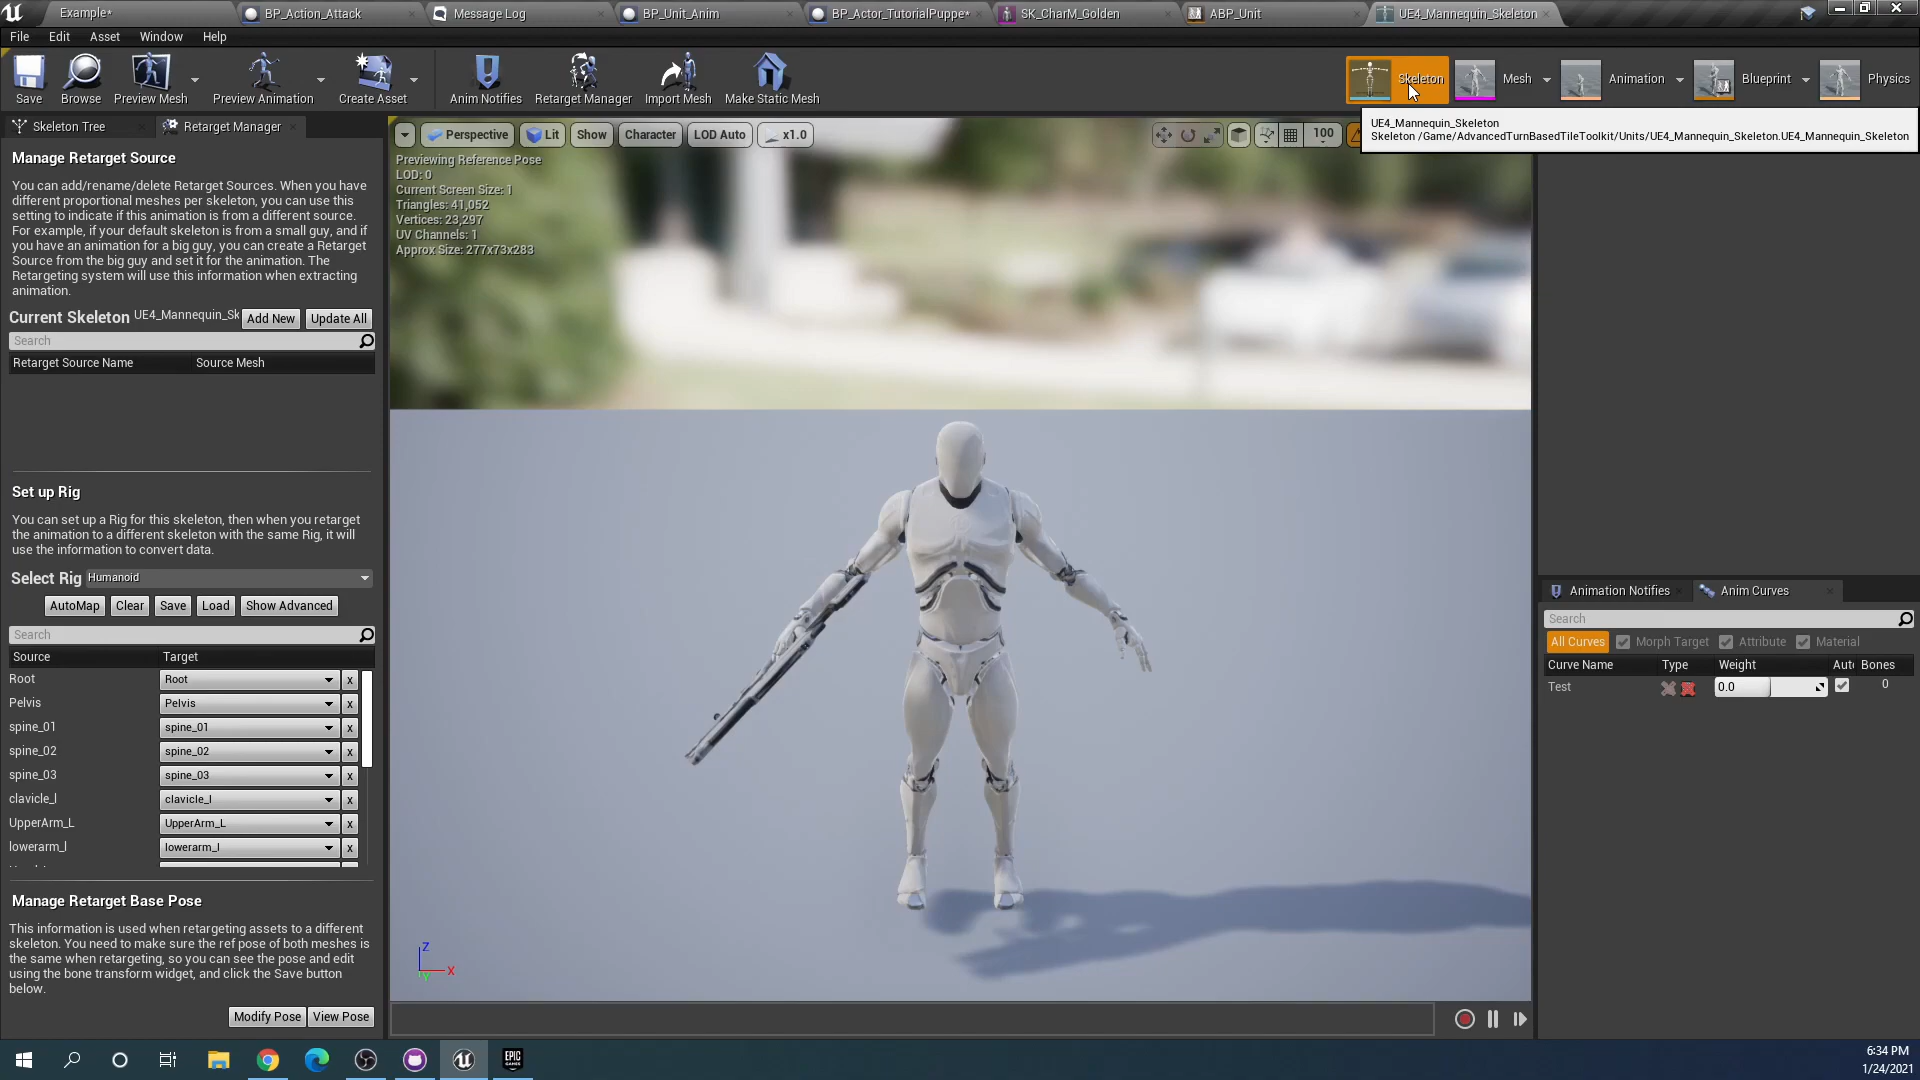 Example*
BP_Action_Attack
Message Log
BP_Unit_Anim
BP_Actor_TutorialPuppe*
SK_CharM_Golden
ABP_Unit
UE4_Mannequin_Skeleton
File
Edit
Asset
Window
Help
Save
Browse
Preview Mesh
Preview Animation
Create Asset
Anim Notifies
Retarget Manager
Import Mesh
Make Static Mesh
Skeleton
Mesh
Animation
Blueprint
Physics
UE4_Mannequin_Skeleton
Skeleton /Game/AdvancedTurnBasedTileToolkit/Units/UE4_Mannequin_Skeleton.UE4_Mannequin_Skeleton
Skeleton Tree
Retarget Manager
Manage Retarget Source
You can add/rename/delete Retarget Sources. When you have
different proportional meshes per skeleton, you can use this
setting to indicate if this animation is from a different source.
For example, if your default skeleton is from a small guy, and if
you have an animation for a big guy, you can create a Retarget
Source from the big guy and set it for the animation. The
Retargeting system will use this information when extracting
animation.
Current Skeleton UE4_Mannequin_Sk
Add New
Update All
Search
Retarget Source Name
Source Mesh
Set up Rig
You can set up a Rig for this skeleton, then when you retarget
the animation to a different skeleton with the same Rig, it will
use the information to convert data.
Select Rig Humanoid
AutoMap
Clear
Save
Load
Show Advanced
Search
Source Target
Root Root x
Pelvis Pelvis x
spine_01 spine_01 x
spine_02 spine_02 x
spine_03 spine_03 x
clavicle_l clavicle_l x
UpperArm_L UpperArm_L x
lowerarm_l lowerarm_l x
Manage Retarget Base Pose
This information is used when retargeting assets to a different
skeleton. You need to make sure the ref pose of both meshes is
the same when retargeting, so you can see the pose and edit
using the bone transform widget, and click the Save button
below.
Modify Pose
View Pose
Perspective
Lit
Show
Character
LOD Auto
x1.0
100
Previewing Reference Pose
LOD: 0
Current Screen Size: 1
Triangles: 41,052
Vertices: 23,297
UV Channels: 1
Approx Size: 277x73x283
Z
X
Y
Animation Notifies
Anim Curves
Search
All Curves
Morph Target
Attribute
Material
Curve Name Type Weight Auto Bones
Test 0.0 0
EPIC
GAMES
6:34 PM
1/24/2021